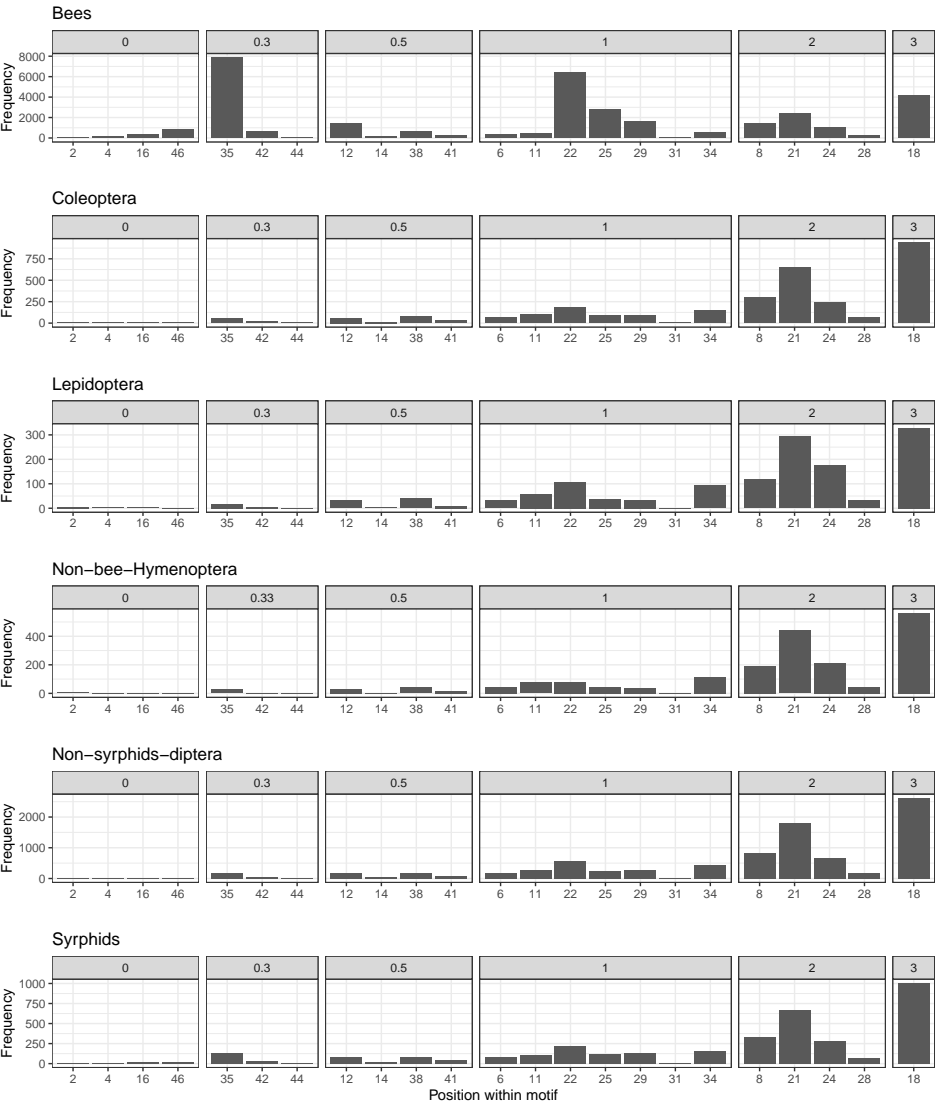 Bees
0 0.3 0.5 1 2 3
Frequency
8000
6000
4000
2000
0
2 4 16 46 35 42 44 12 14 38 41 6 11 22 25 29 31 34 8 21 24 28 18
Coleoptera
0 0.3 0.5 1 2 3
Frequency
750
500
250
0
2 4 16 46 35 42 44 12 14 38 41 6 11 22 25 29 31 34 8 21 24 28 18
Lepidoptera
0 0.3 0.5 1 2 3
Frequency
300
200
100
0
2 4 16 46 35 42 44 12 14 38 41 6 11 22 25 29 31 34 8 21 24 28 18
Non−bee−Hymenoptera
0 0.33 0.5 1 2 3
Frequency
400
200
0
2 4 16 46 35 42 44 12 14 38 41 6 11 22 25 29 31 34 8 21 24 28 18
Non−syrphids−diptera
0 0.3 0.5 1 2 3
Frequency
2000
1000
0
2 4 16 46 35 42 44 12 14 38 41 6 11 22 25 29 31 34 8 21 24 28 18
Syrphids
0 0.3 0.5 1 2 3
Frequency
1000
750
500
250
0
2 4 16 46 35 42 44 12 14 38 41 6 11 22 25 29 31 34 8 21 24 28 18
Position within motif